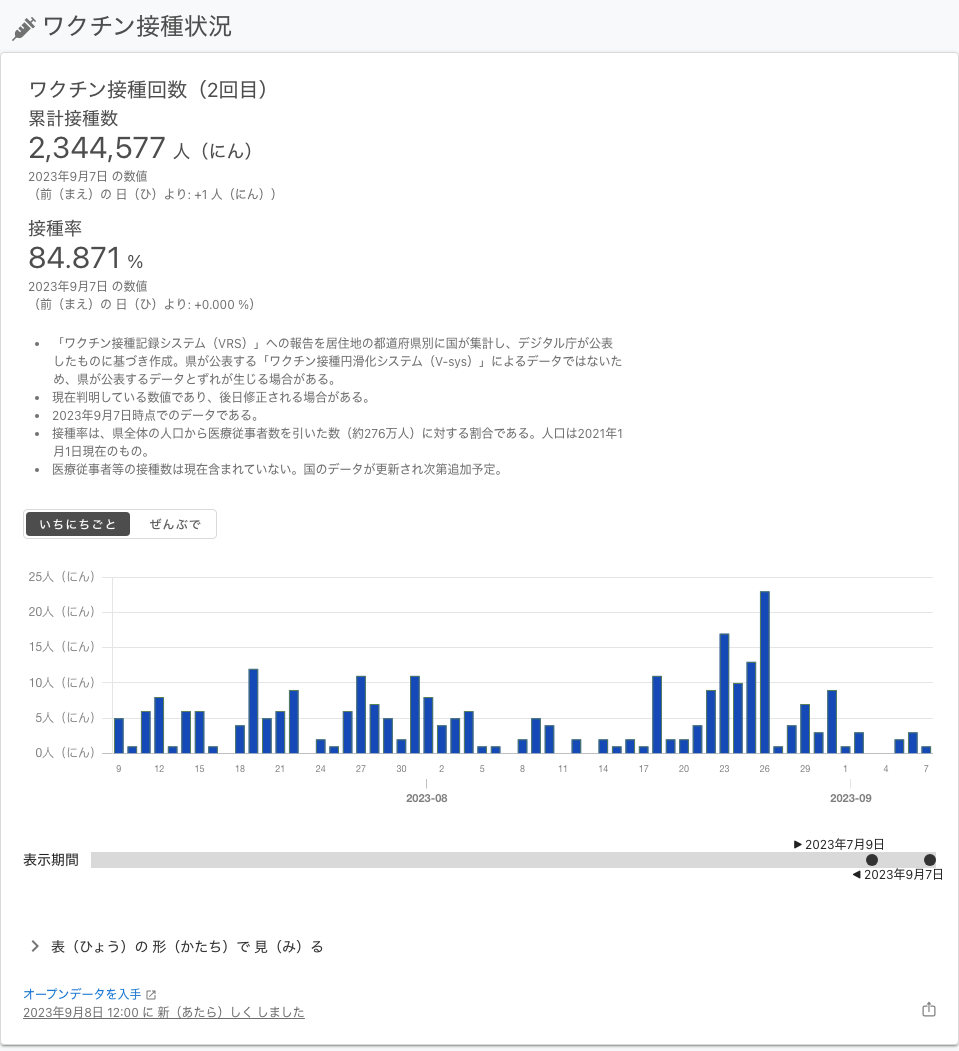 ワクチン接種状況
ワクチン接種回数（2回目）
累計接種数
2,344,577 人（にん）
2023年9月7日 の数値
（前（まえ）の 日（ひ）より: +1 人（にん））
接種率
84.871 %
2023年9月7日 の数値
（前（まえ）の 日（ひ）より: +0.000 %）
• 「ワクチン接種記録システム（VRS）」への報告を居住地の都道府県別に国が集計し、デジタル庁が公表
したものに基づき作成。県が公表する「ワクチン接種円滑化システム（V-sys）」によるデータではないた
め、県が公表するデータとずれが生じる場合がある。
• 現在判明している数値であり、後日修正される場合がある。
• 2023年9月7日時点でのデータである。
• 接種率は、県全体の人口から医療従事者数を引いた数（約276万人）に対する割合である。人口は2021年1
月1日現在のもの。
• 医療従事者等の接種数は現在含まれていない。国のデータが更新され次第追加予定。
いちにちごと ぜんぶで
25人（にん）
20人（にん）
15人（にん）
10人（にん）
5人（にん）
0人（にん）
9 12 15 18 21 24 27 30 2 5 8 11 14 17 20 23 26 29 1 4 7
2023-08 2023-09
▶ 2023年7月9日
表示期間
◀ 2023年9月7日
表（ひょう）の 形（かたち）で 見（み）る
オープンデータを入手
2023年9月8日 12:00 に 新（あたら）しく しました